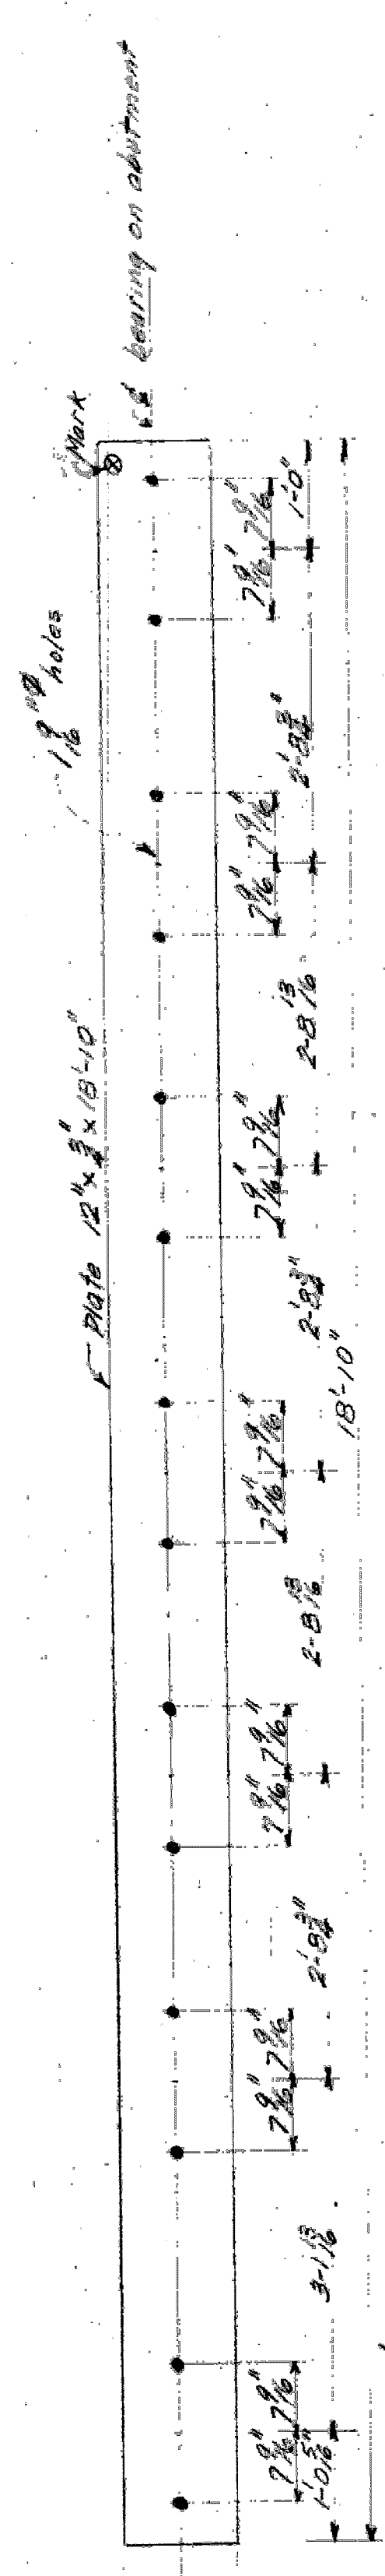 ℄ bearing on abutment
Mark
1 9/16"Φ holes
Plate 12" x 3/4" x 18'-10"
7 9/16" 7 9/16"
1'-0"
7 9/16" 7 9/16"
2'-8 3/4"
7 9/16" 7 9/16"
2-8 13/16
7 9/16" 7 9/16"
2'-8 3/4"
18'-10"
7 9/16" 7 9/16"
2-8 13/16
7 9/16" 7 9/16"
2'-8 3/4"
7 9/16" 7 9/16"
3-1 13/16
1'-0 5/16"